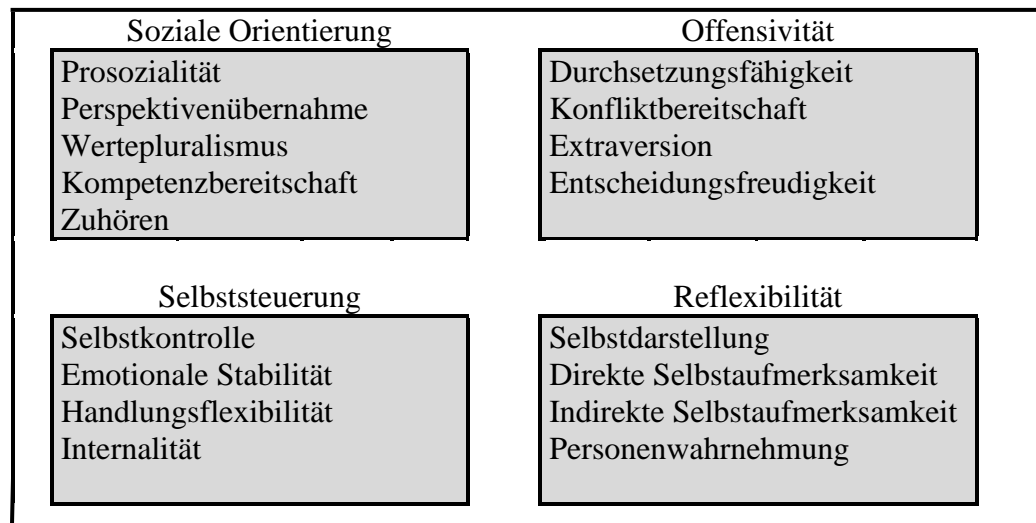 Soziale Orientierung
Prosozialität
Perspektivenübernahme
Wertepluralismus
Kompetenzbereitschaft
Zuhören
Offensivität
Durchsetzungsfähigkeit
Konfliktbereitschaft
Extraversion
Entscheidungsfreudigkeit
Selbststeuerung
Selbstkontrolle
Emotionale Stabilität
Handlungsflexibilität
Internalität
Reflexibilität
Selbstdarstellung
Direkte Selbstaufmerksamkeit
Indirekte Selbstaufmerksamkeit
Personenwahrnehmung